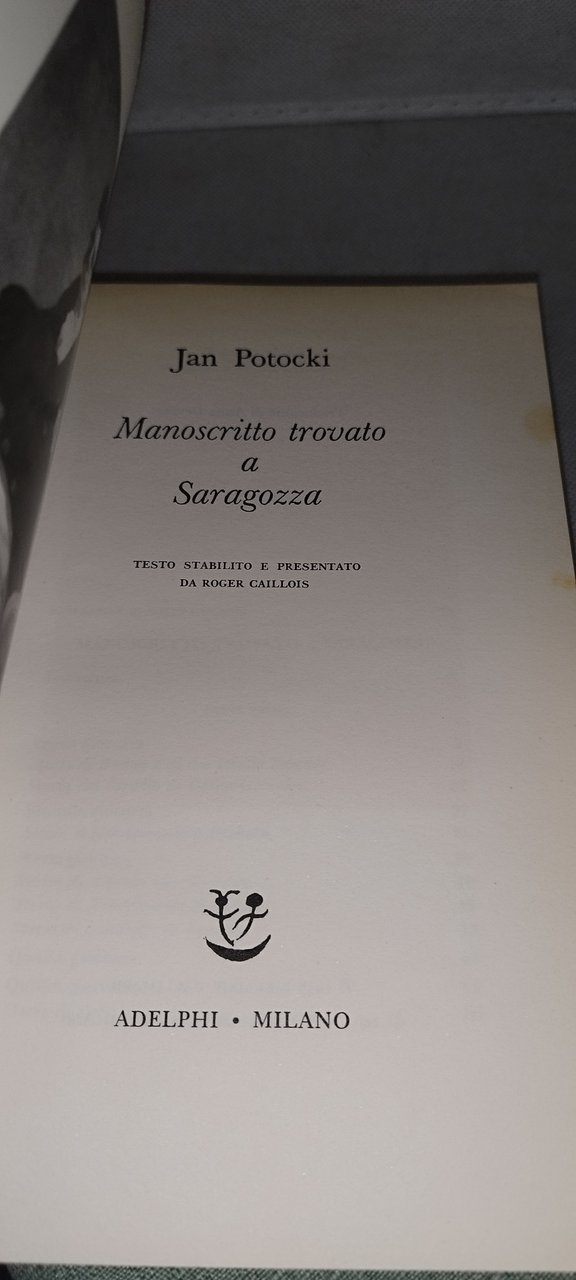 Jan Potocki
Manoscritto trovato
a
Saragozza
TESTO STABILITO E PRESENTATO
DA ROGER CAILLOIS
ADELPHI • MILANO